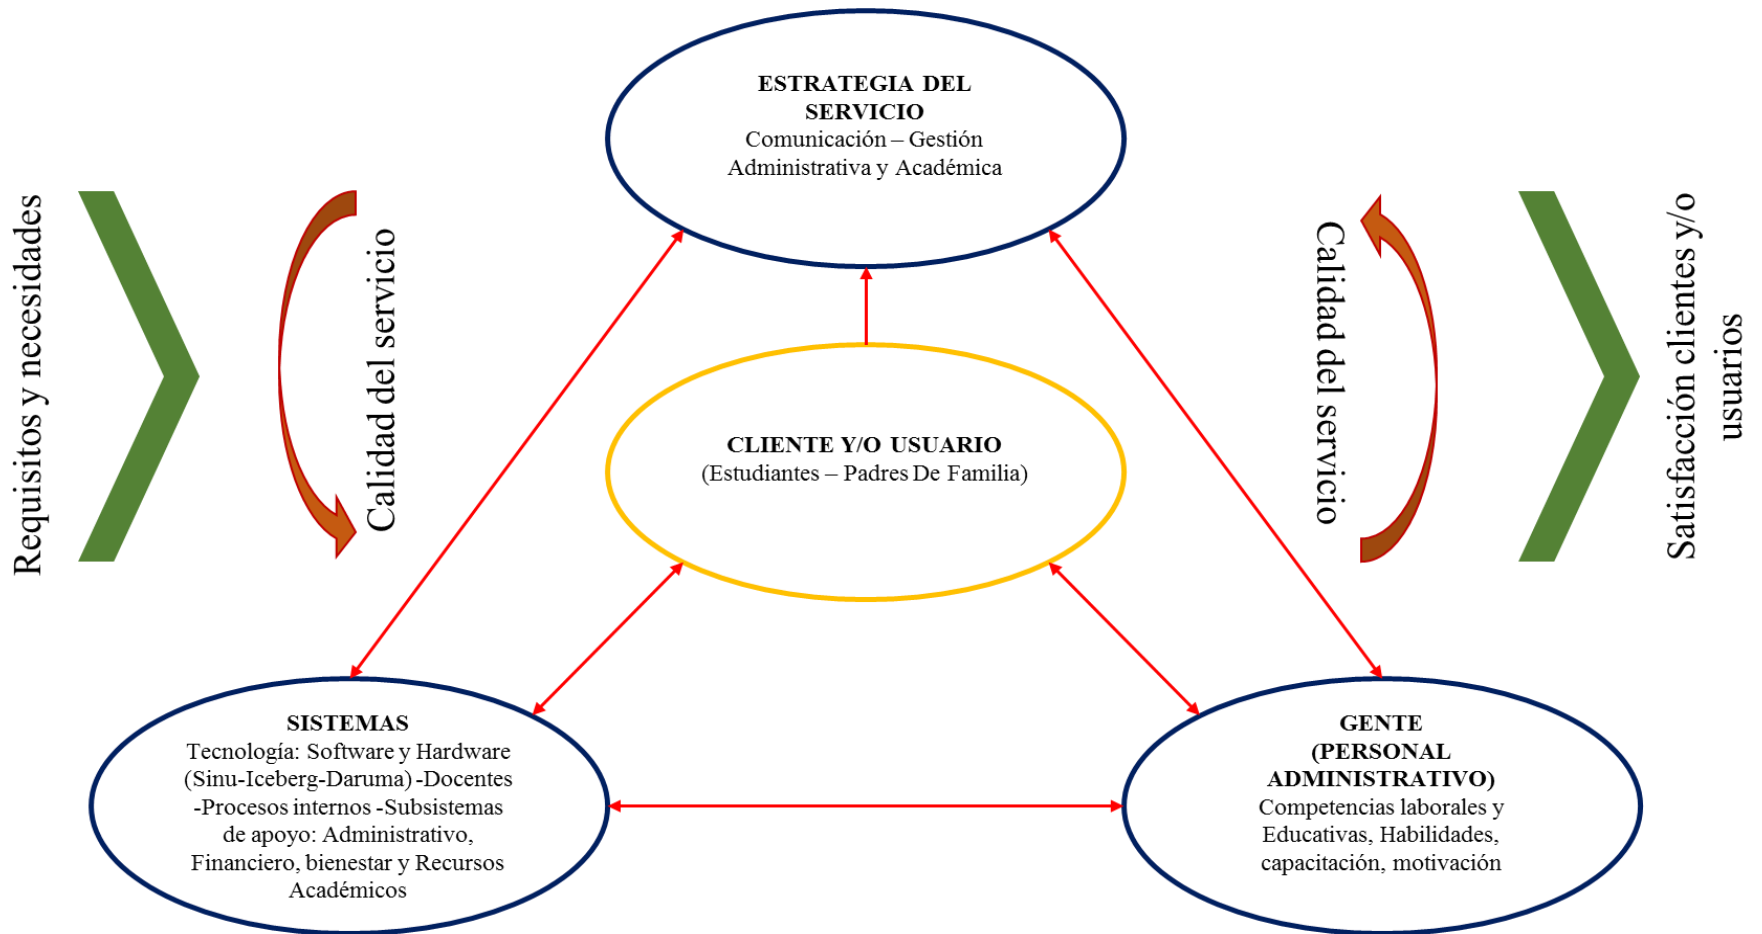 ESTRATEGIA DEL
SERVICIO
Comunicación – Gestión
Administrativa y Académica
Requisitos y necesidades
Calidad del servicio
CLIENTE Y/O USUARIO
(Estudiantes – Padres De Familia)
Calidad del servicio
Satisfacción clientes y/o
usuarios
SISTEMAS
Tecnología: Software y Hardware
(Sinu-Iceberg-Daruma) -Docentes
-Procesos internos -Subsistemas
de apoyo: Administrativo,
Financiero, bienestar y Recursos
Académicos
GENTE
(PERSONAL
ADMINISTRATIVO)
Competencias laborales y
Educativas, Habilidades,
capacitación, motivación